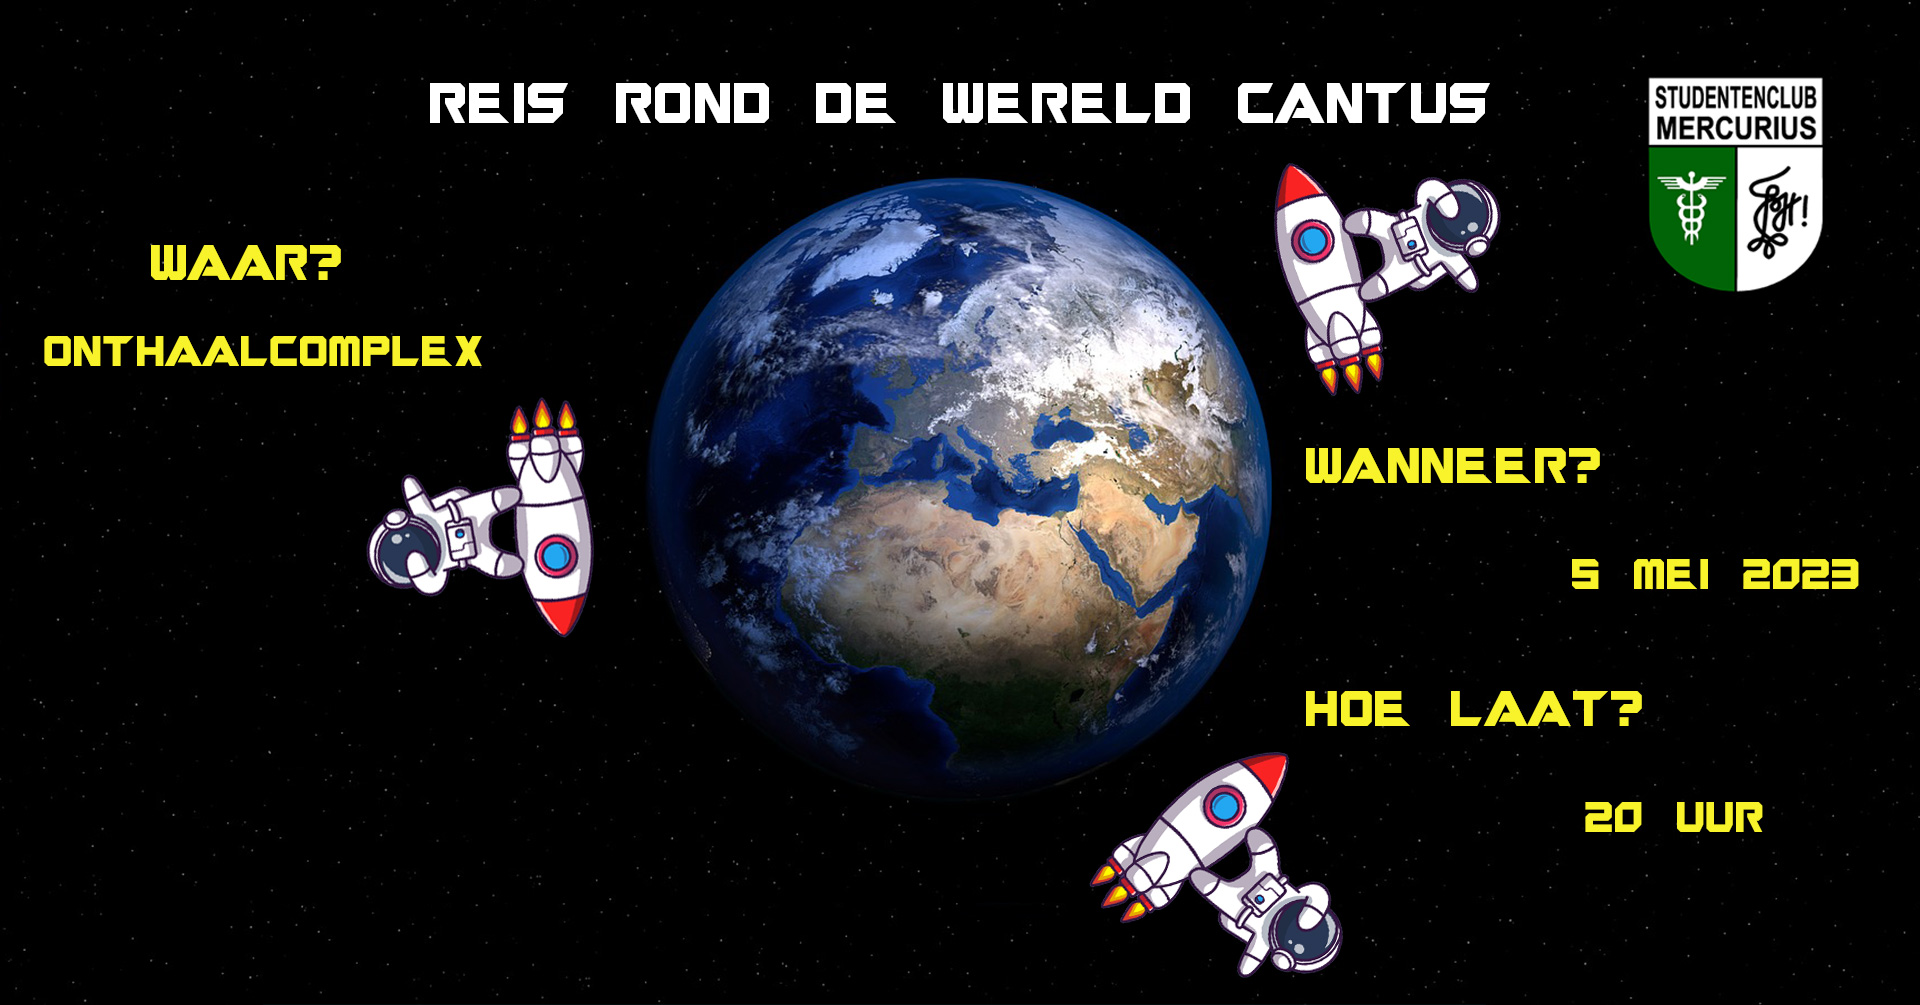 REIS ROND DE WERELD CANTUS
STUDENTENCLUB
MERCURIUS
WAAR?
ONTHAALCOMPLEX
WANNEER?
5 MEI 2023
HOE LAAT?
20 UUR